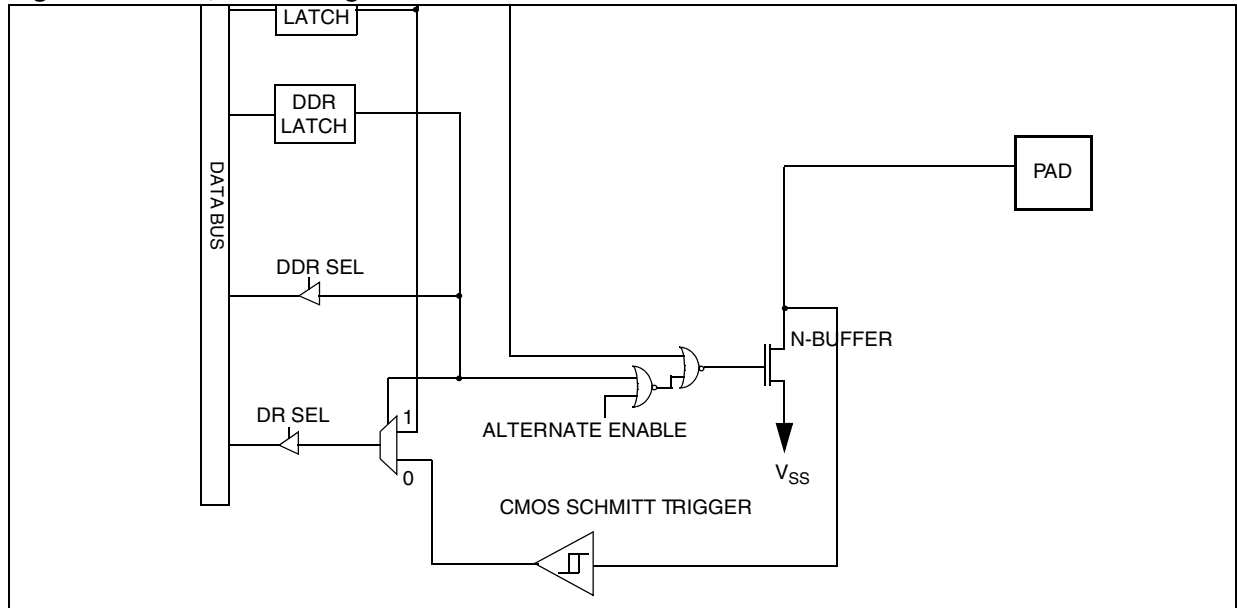 LATCH
DDR
LATCH
DATA BUS
PAD
DDR SEL
N-BUFFER
DR SEL
1
ALTERNATE ENABLE
0
VSS
CMOS SCHMITT TRIGGER